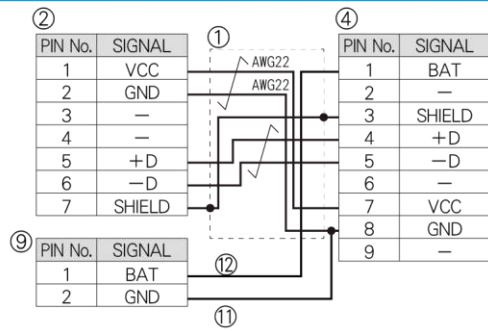 ② ① ④
PIN No. SIGNAL
1 VCC
2 GND
3 －
4 －
5 +D
6 －D
7 SHIELD
AWG22
AWG22
PIN No. SIGNAL
1 BAT
2 －
3 SHIELD
4 +D
5 －D
6 －
7 VCC
8 GND
9 －
⑨
PIN No. SIGNAL
1 BAT
2 GND
⑫
⑪